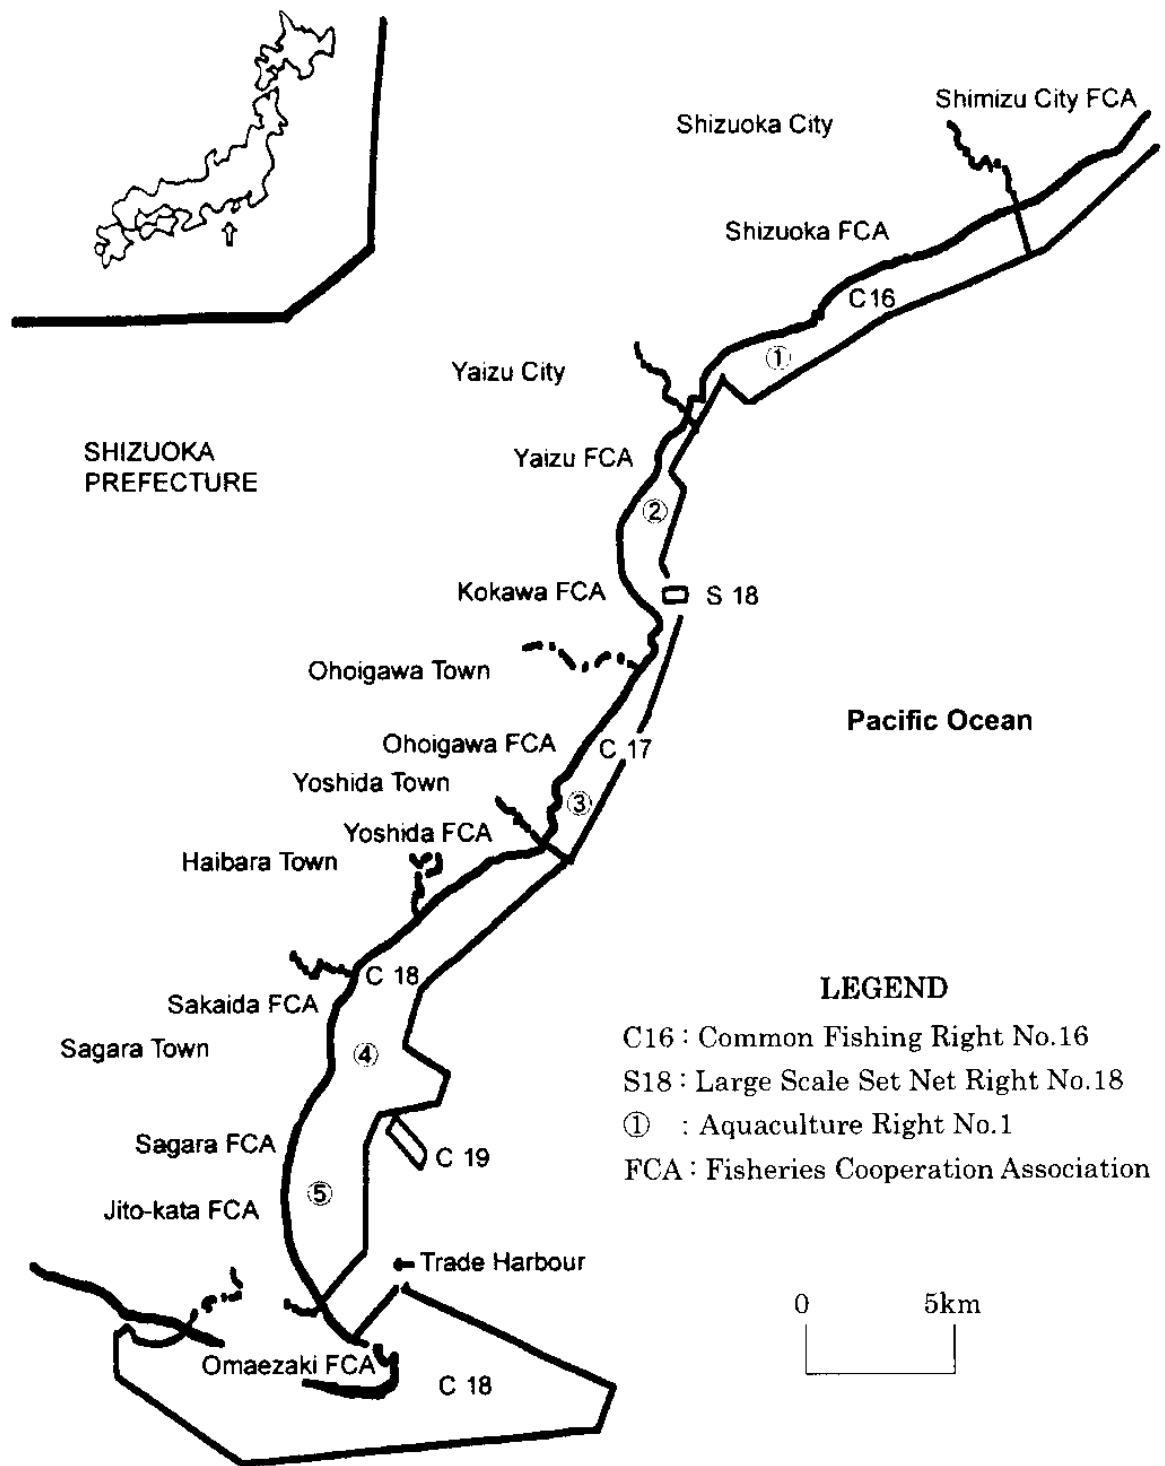 Shimizu City FCA
Shizuoka City
Shizuoka FCA
C16
①
Yaizu City
SHIZUOKA
PREFECTURE
Yaizu FCA
②
Kokawa FCA
S 18
Ohoigawa Town
Pacific Ocean
Ohoigawa FCA
C 17
Yoshida Town
③
Yoshida FCA
Haibara Town
C 18
Sakaida FCA
Sagara Town
④
Sagara FCA
C 19
⑤
Jito-kata FCA
Trade Harbour
Omaezaki FCA
C 18
LEGEND
C16 : Common Fishing Right No.16
S18 : Large Scale Set Net Right No.18
① : Aquaculture Right No.1
FCA : Fisheries Cooperation Association
0 5km